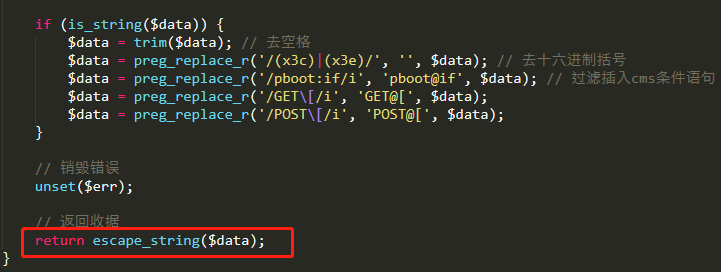 if (is_string($data)) {
$data = trim($data); // 去空格
$data = preg_replace_r('/(x3c)|(x3e)/', '', $data); // 去十六进制括号
$data = preg_replace_r('/pboot:if/i', 'pboot@if', $data); // 过滤插入cms条件语句
$data = preg_replace_r('/GET\[/i', 'GET@[', $data);
$data = preg_replace_r('/POST\[/i', 'POST@[', $data);
}
// 销毁错误
unset($err);
// 返回收据
return escape_string($data);
}